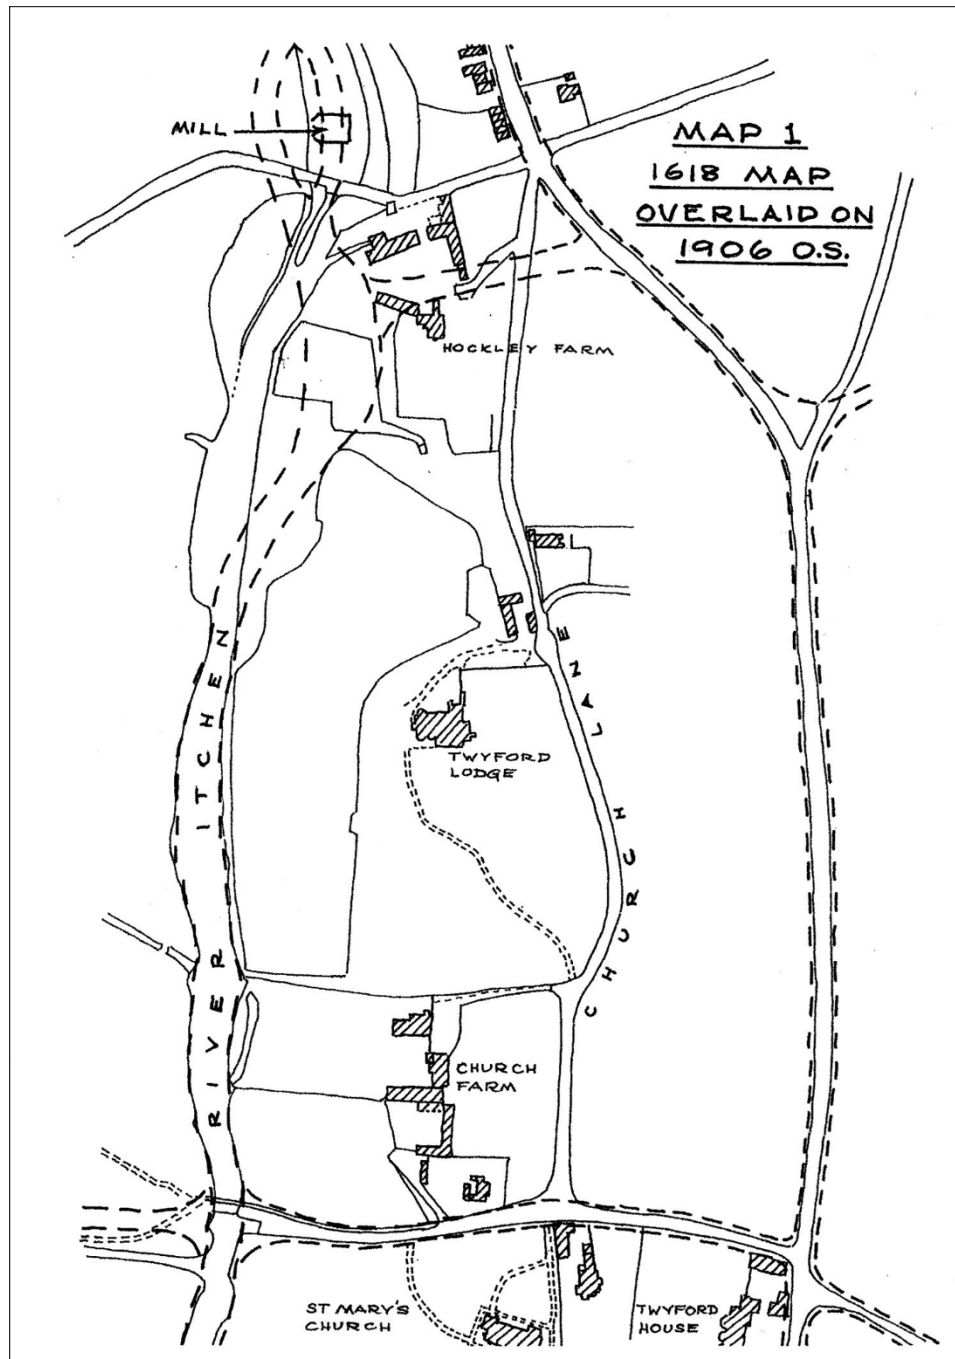 MAP 1
1618 MAP
OVERLAID ON
1906 O.S.
MILL
HOCKLEY FARM
RIVER ITCHEN
CHURCH LANE
TWYFORD
LODGE
CHURCH
FARM
ST MARY'S
CHURCH
TWYFORD
HOUSE